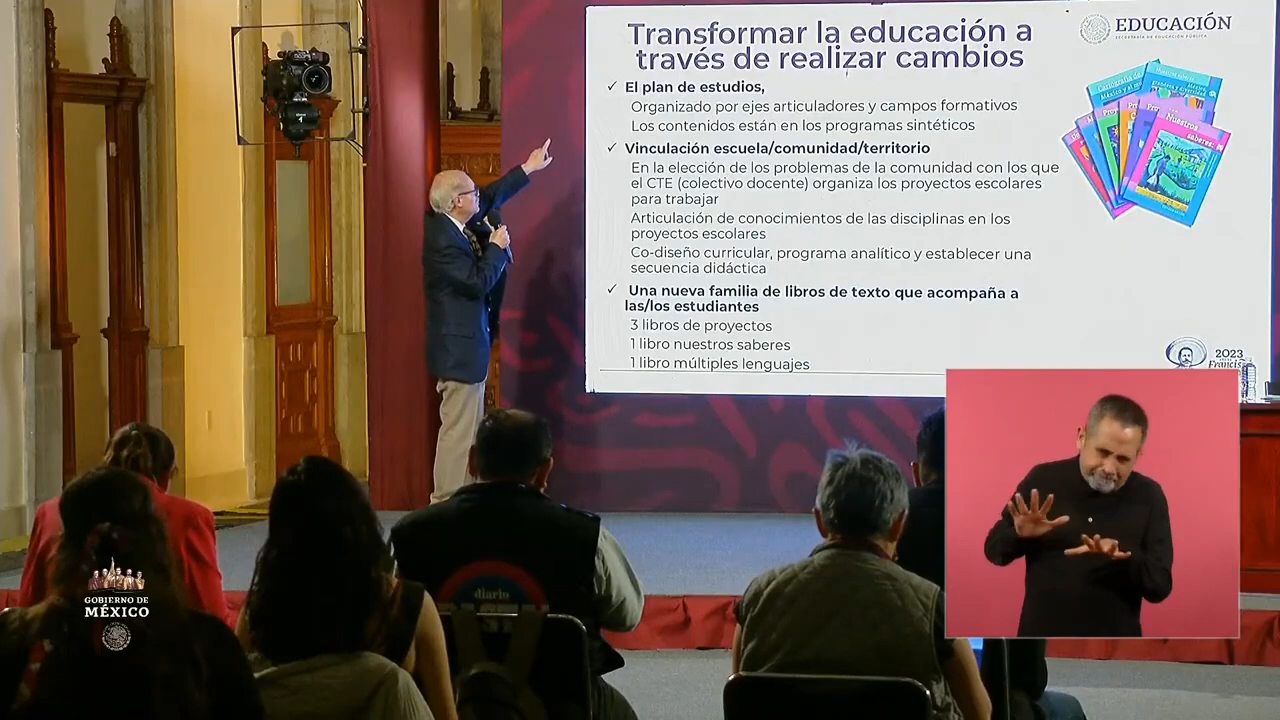 Transformar la educación a
través de realizar cambios
EDUCACIÓN
SECRETARÍA DE EDUCACIÓN PÚBLICA
✓ El plan de estudios,
Organizado por ejes articuladores y campos formativos
Los contenidos están en los programas sintéticos
✓ Vinculación escuela/comunidad/territorio
En la elección de los problemas de la comunidad con los que
el CTE (colectivo docente) organiza los proyectos escolares
para trabajar
Articulación de conocimientos de las disciplinas en los
proyectos escolares
Co-diseño curricular, programa analítico y establecer una
secuencia didáctica
✓ Una nueva familia de libros de texto que acompaña a
las/los estudiantes
3 libros de proyectos
1 libro nuestros saberes
1 libro múltiples lenguajes
Nuestros
saberes
2023
diario
GOBIERNO DE
MÉXICO